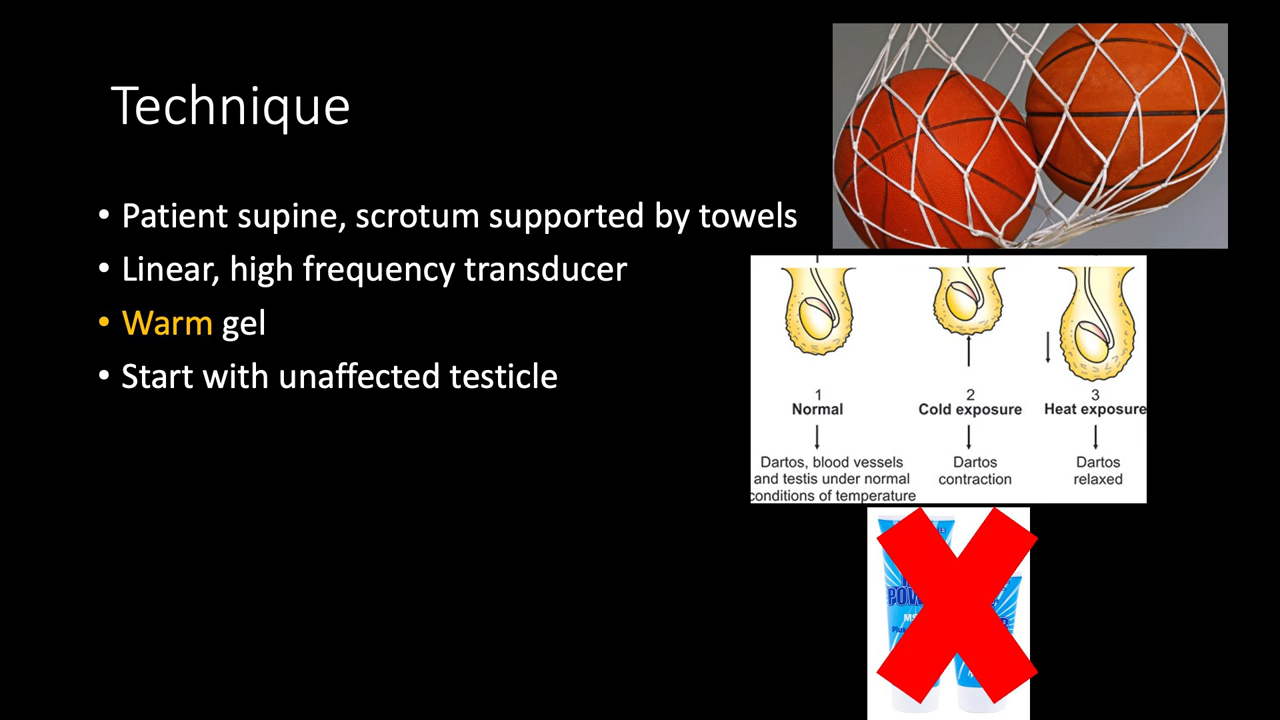 Technique
• Patient supine, scrotum supported by towels
• Linear, high frequency transducer
• Warm gel
• Start with unaffected testicle
1
Normal
Dartos, blood vessels
and testis under normal
conditions of temperature
2
Cold exposure
Dartos
contraction
3
Heat exposure
Dartos
relaxed